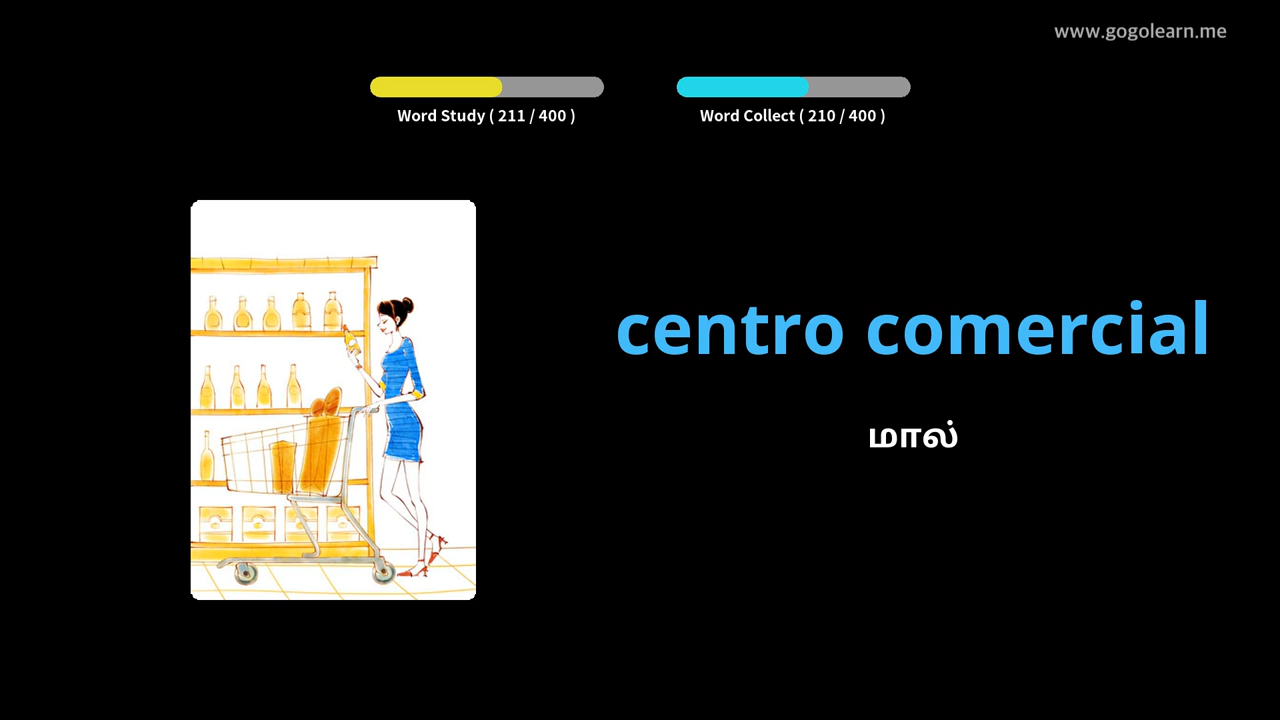 www.gogolearn.me
Word Study ( 211 / 400 )
Word Collect ( 210 / 400 )
centro comercial
மால்